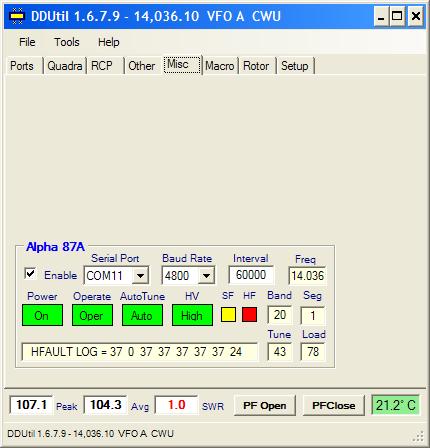 DDUtil 1.6.7.9 - 14,036.10 VFO A CWU
File Tools Help
Ports Quadra RCP Other Misc Macro Rotor Setup
Alpha 87A
Serial Port Baud Rate Interval Freq
Enable COM11 4800 60000 14.036
Power Operate AutoTune HV SF HF Band Seg
On Oper Auto High 20 1
Tune Load
HFAULT LOG = 37 0 37 37 37 37 37 24 43 78
107.1 Peak 104.3 Avg 1.0 SWR PF Open PFClose 21.2° C
DDUtil 1.6.7.9 - 14,036.10 VFO A CWU